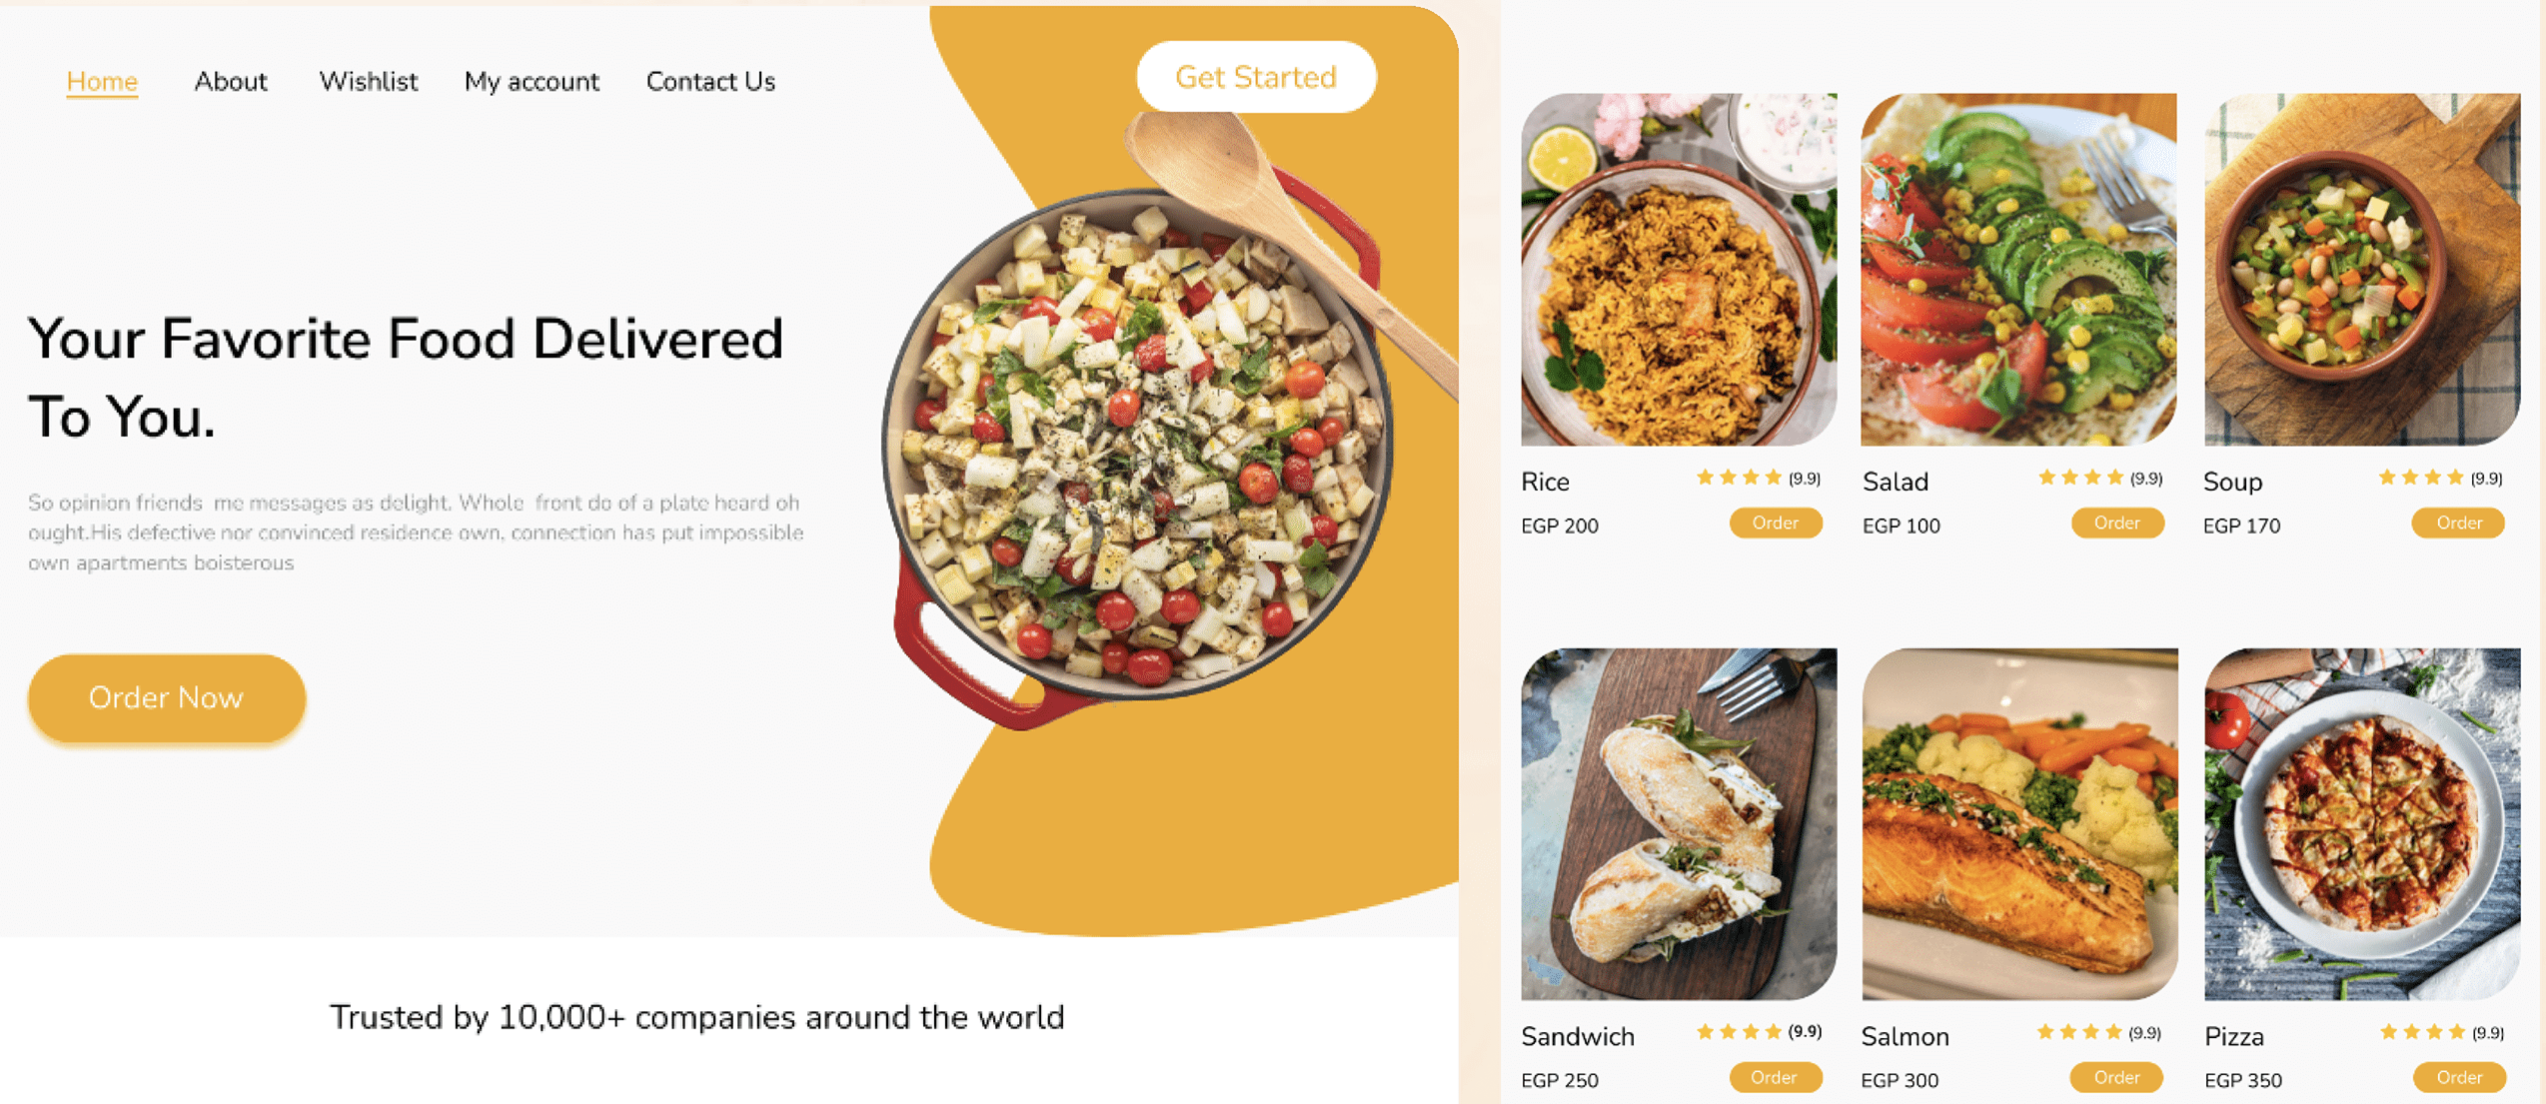 Home About Wishlist My account Contact Us
Get Started
Your Favorite Food Delivered
To You.
So opinion friends me messages as delight. Whole front do of a plate heard oh
ought.His defective nor convinced residence own, connection has put impossible
own apartments boisterous
Order Now
Trusted by 10,000+ companies around the world
Rice (9.9)
EGP 200 Order
Salad (9.9)
EGP 100 Order
Soup (9.9)
EGP 170 Order
Sandwich (9.9)
EGP 250 Order
Salmon (9.9)
EGP 300 Order
Pizza (9.9)
EGP 350 Order